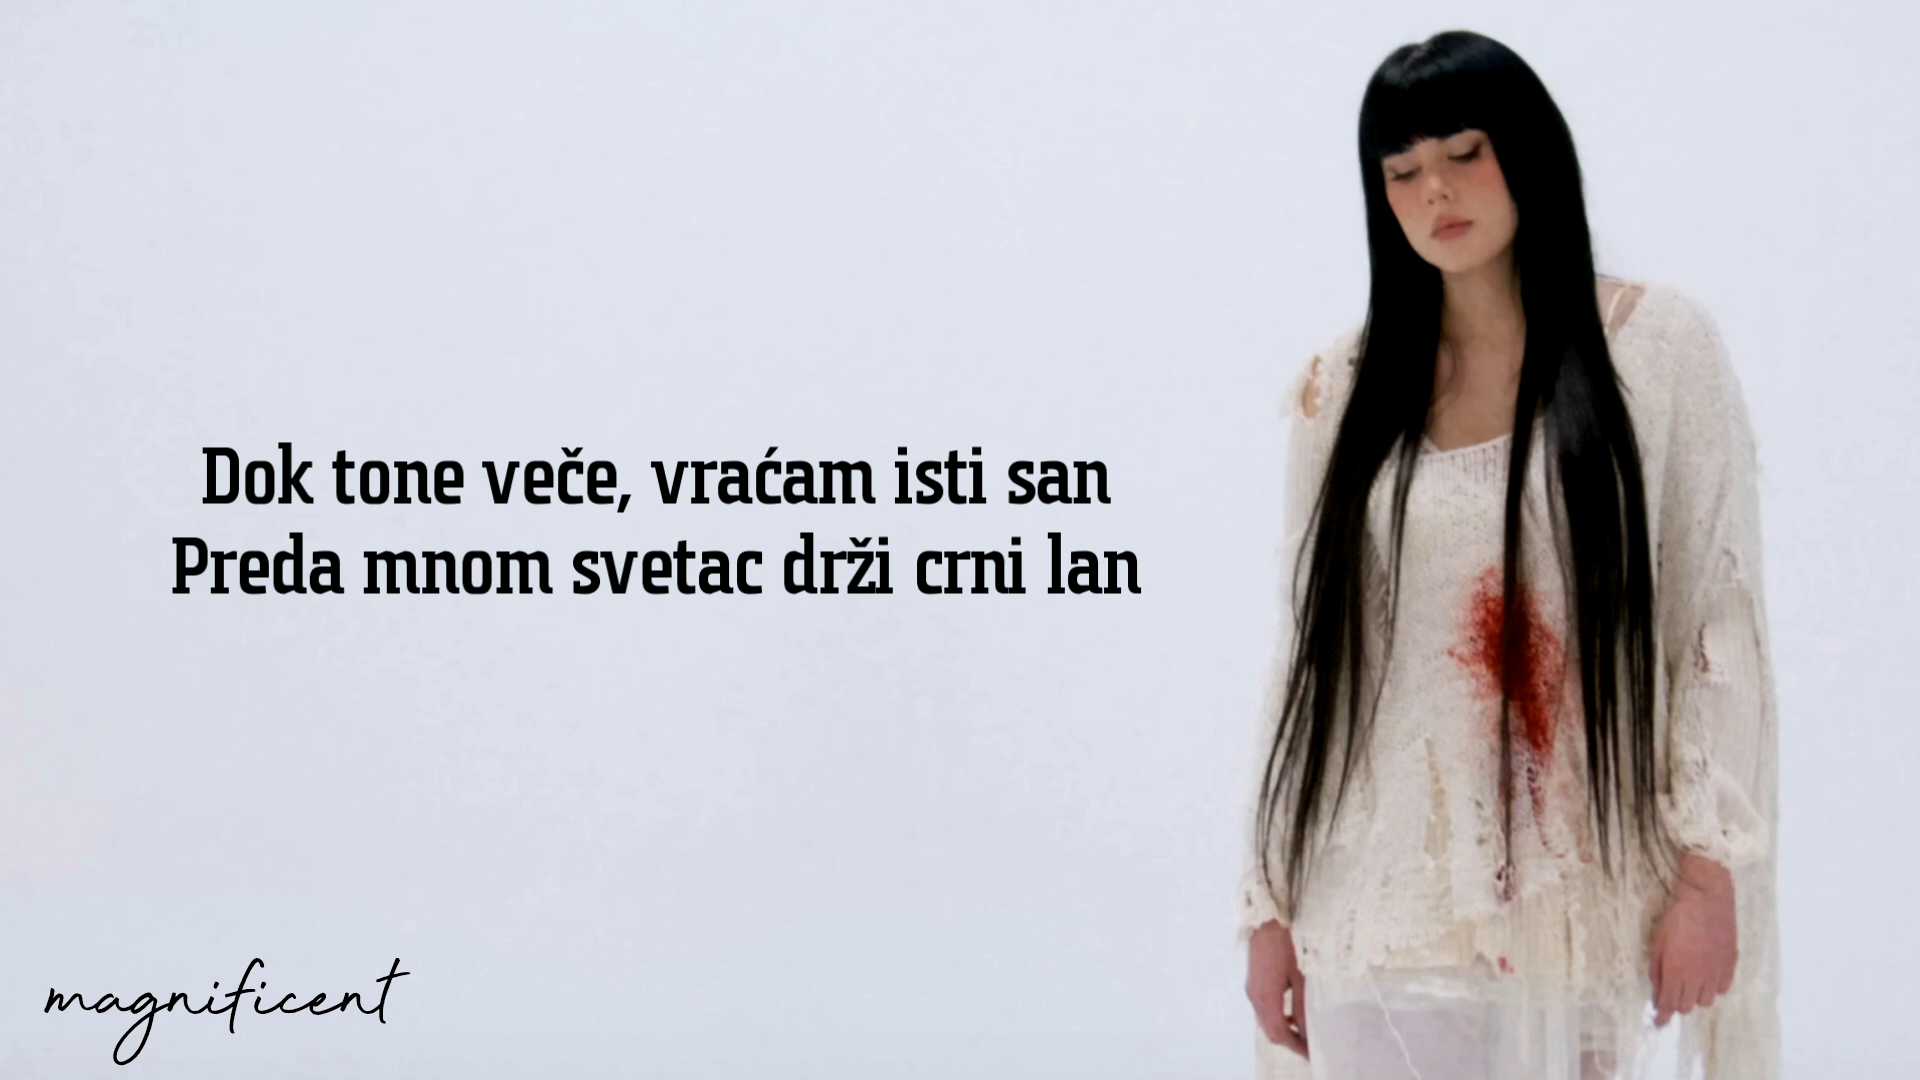 Dok tone veče, vraćam isti san
Preda mnom svetac drži crni lan
magnificent